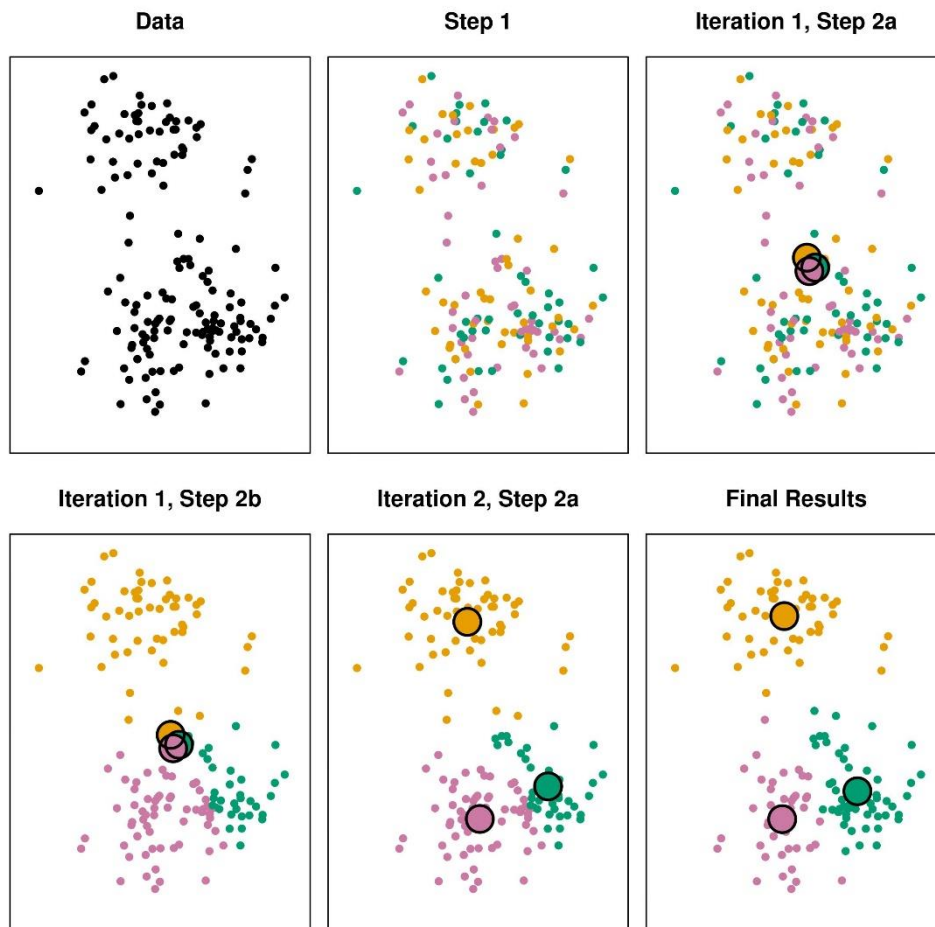 Data
Step 1
Iteration 1, Step 2a
Iteration 1, Step 2b
Iteration 2, Step 2a
Final Results